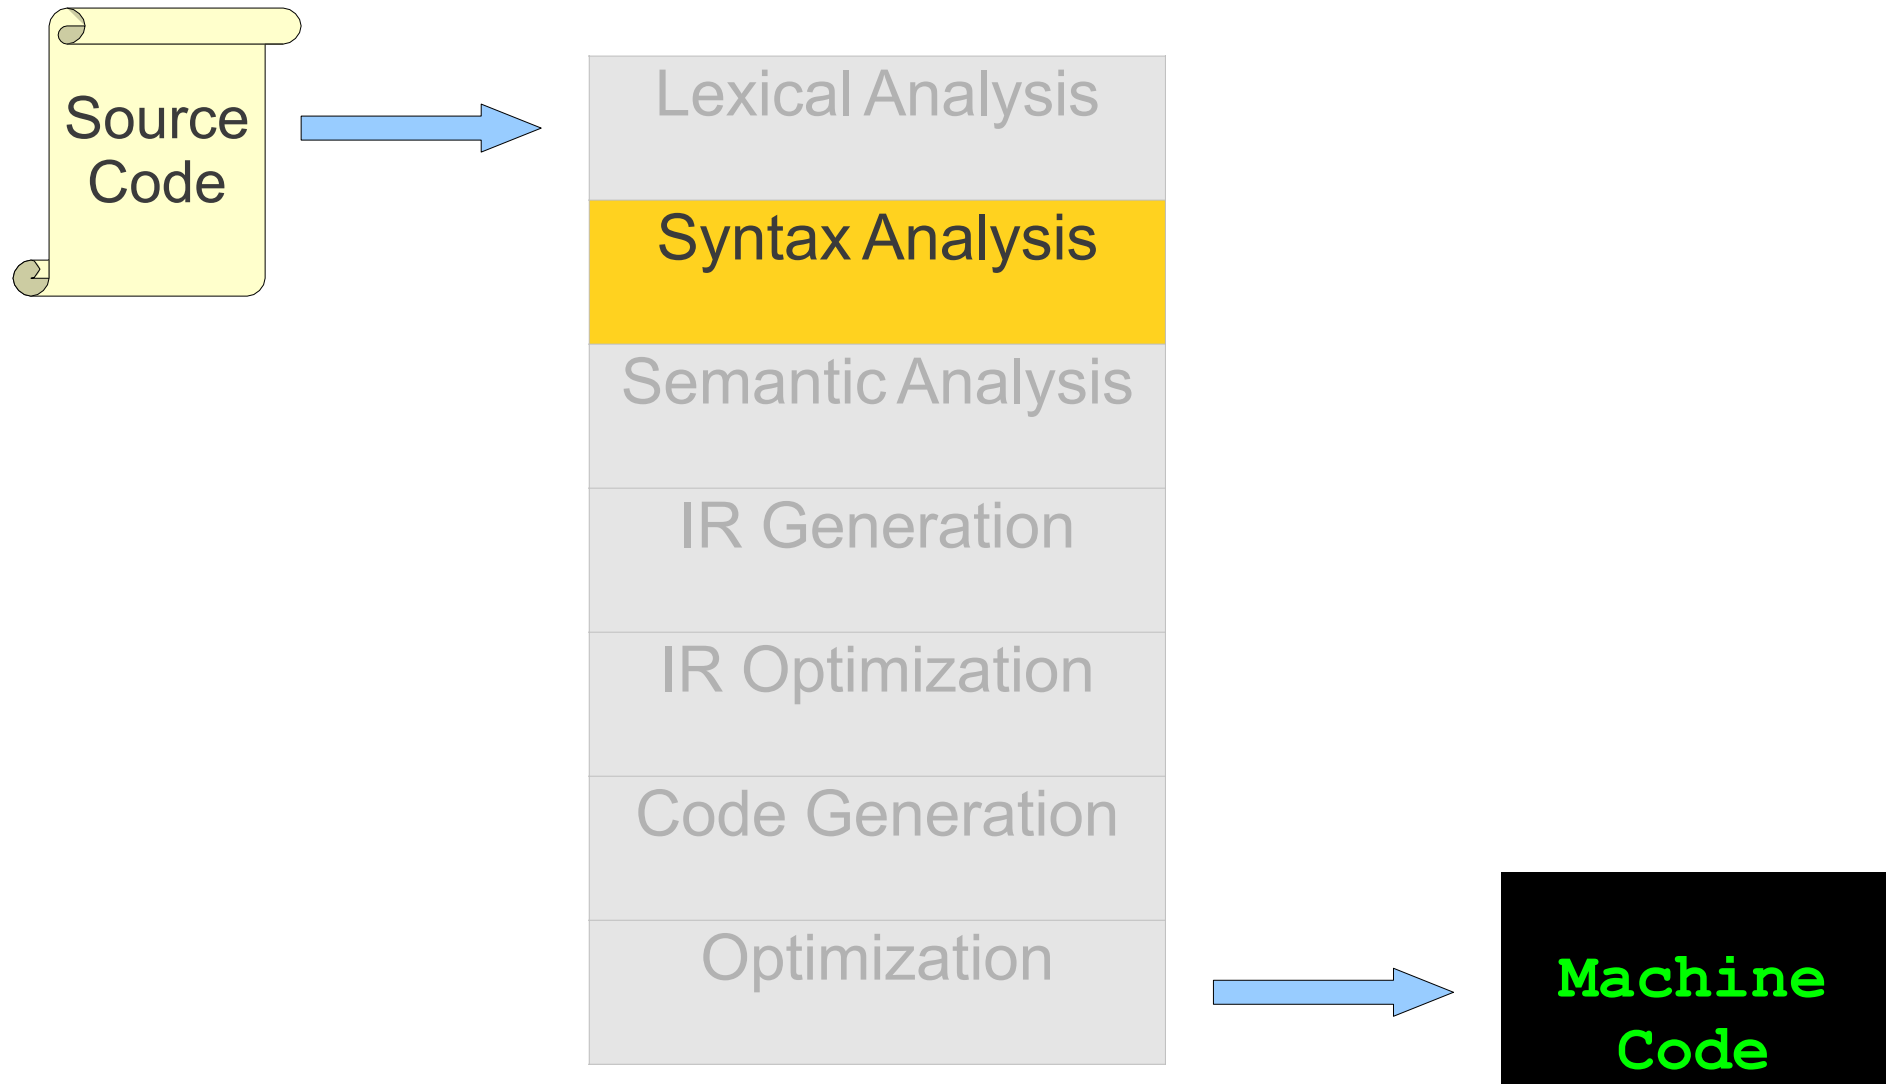 Source
Code
Lexical Analysis
Syntax Analysis
Semantic Analysis
IR Generation
IR Optimization
Code Generation
Optimization
Machine
Code